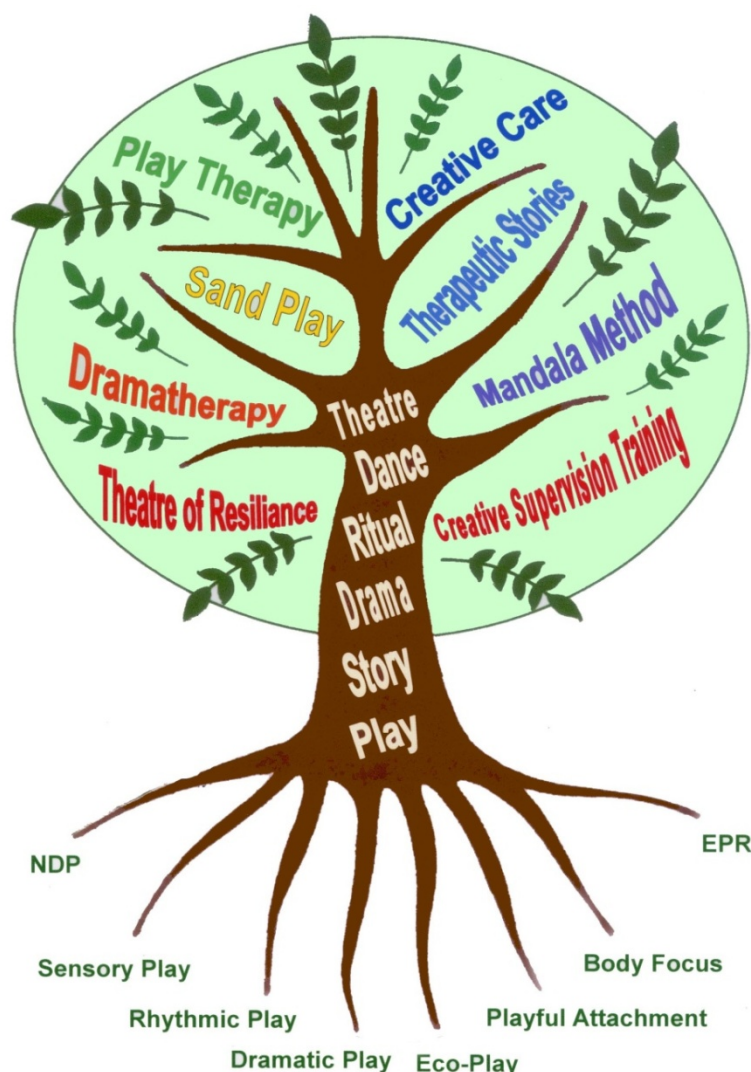 Play Therapy
Creative Care
Sand Play
Therapeutic Stories
Dramatherapy
Mandala Method
Theatre of Resiliance
Creative Supervision Training
Theatre
Dance
Ritual
Drama
Story
Play
NDP
EPR
Sensory Play
Body Focus
Rhythmic Play
Playful Attachment
Dramatic Play
Eco-Play